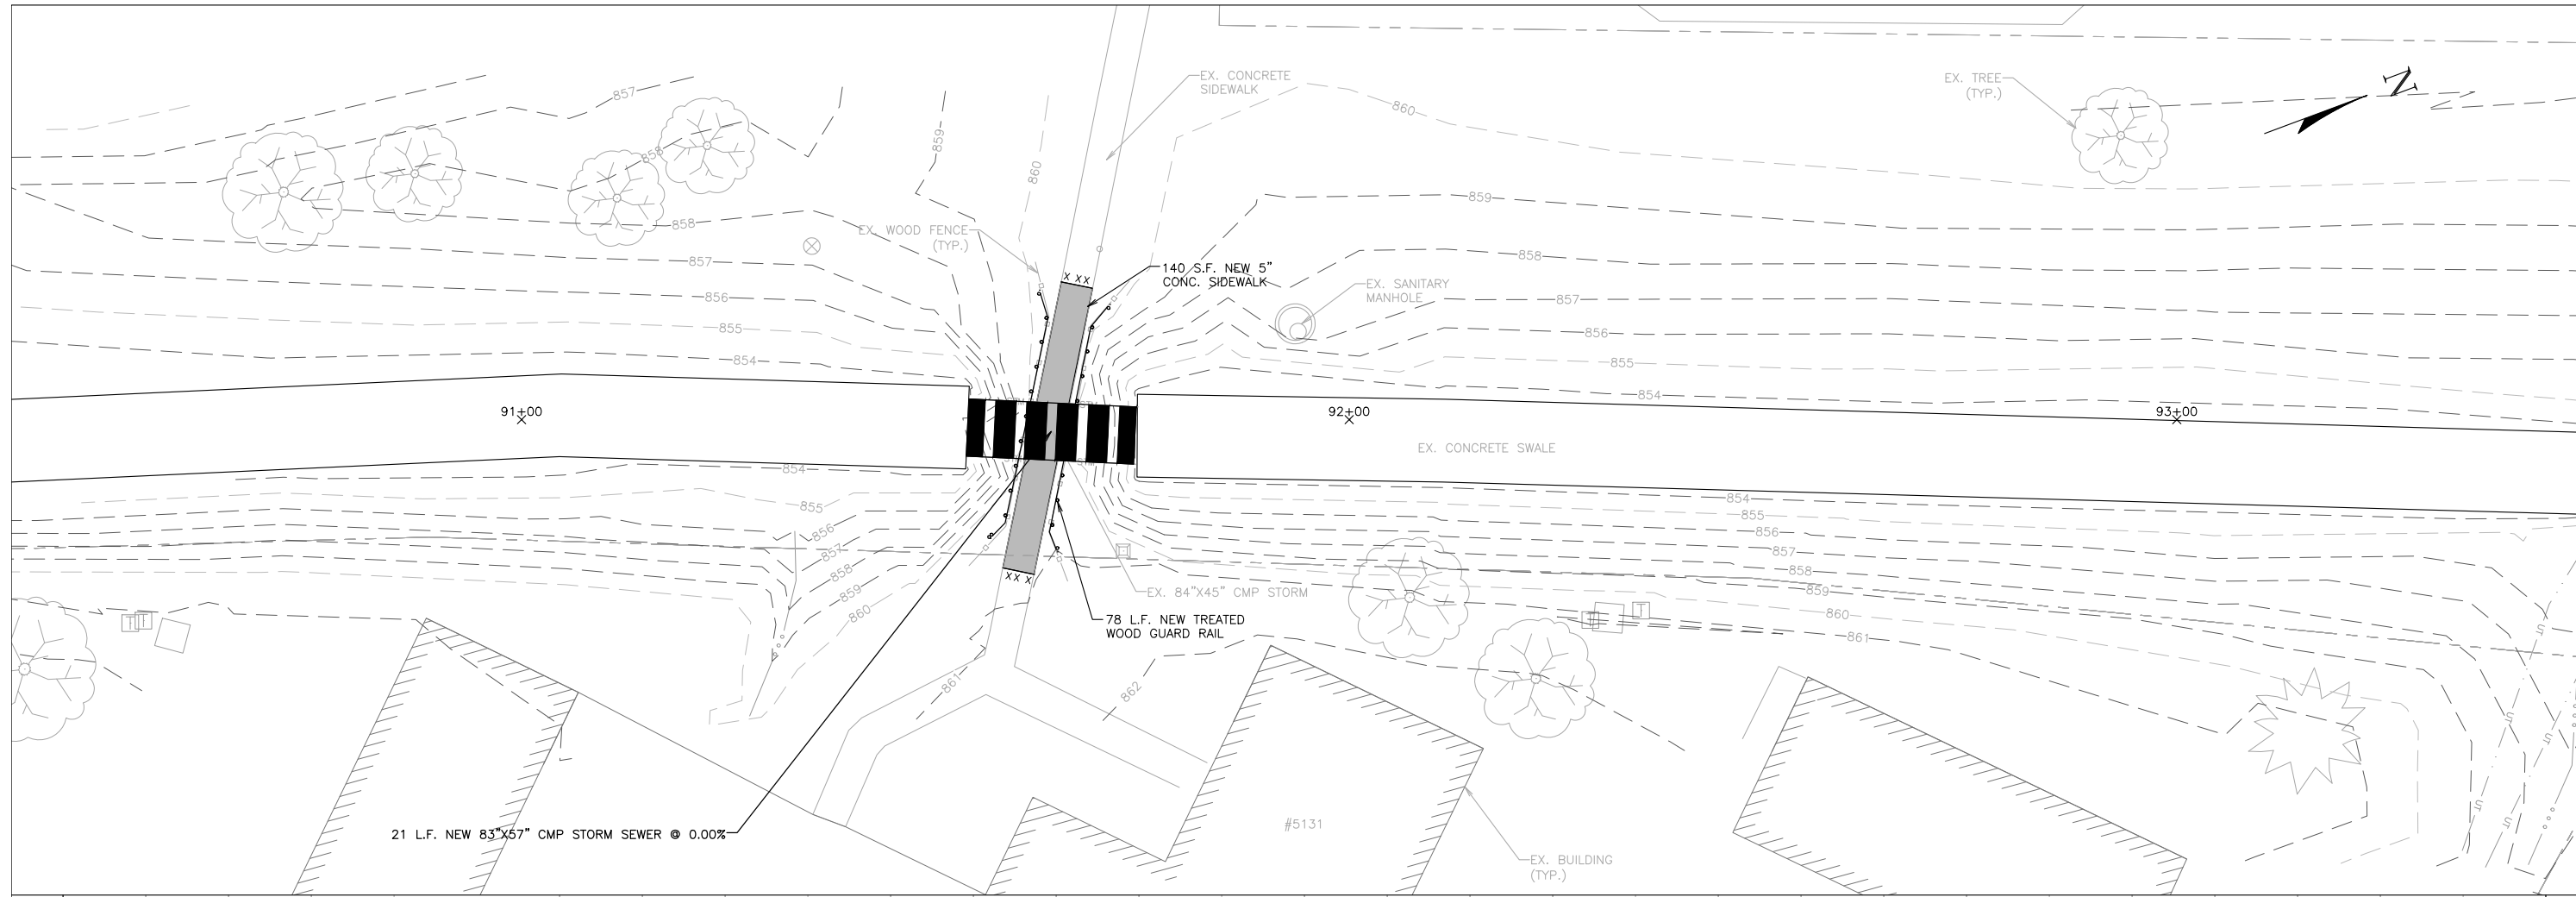 EX. CONCRETE
SIDEWALK
EX. TREE
(TYP.)
N
857
859
860
860
858
859
858
EX. WOOD FENCE
(TYP.)
857
858
140 S.F. NEW 5"
CONC. SIDEWALK
EX. SANITARY
MANHOLE
856
857
855
856
854
855
854
91+00
92+00
93+00
EX. CONCRETE SWALE
854
855
854
855
856
856
857
857
858
858
859
859
860
860
861
EX. 84"X45" CMP STORM
78 L.F. NEW TREATED
WOOD GUARD RAIL
T T
T T
861
862
X XX
XX X
21 L.F. NEW 83"X57" CMP STORM SEWER @ 0.00%
#5131
EX. BUILDING
(TYP.)